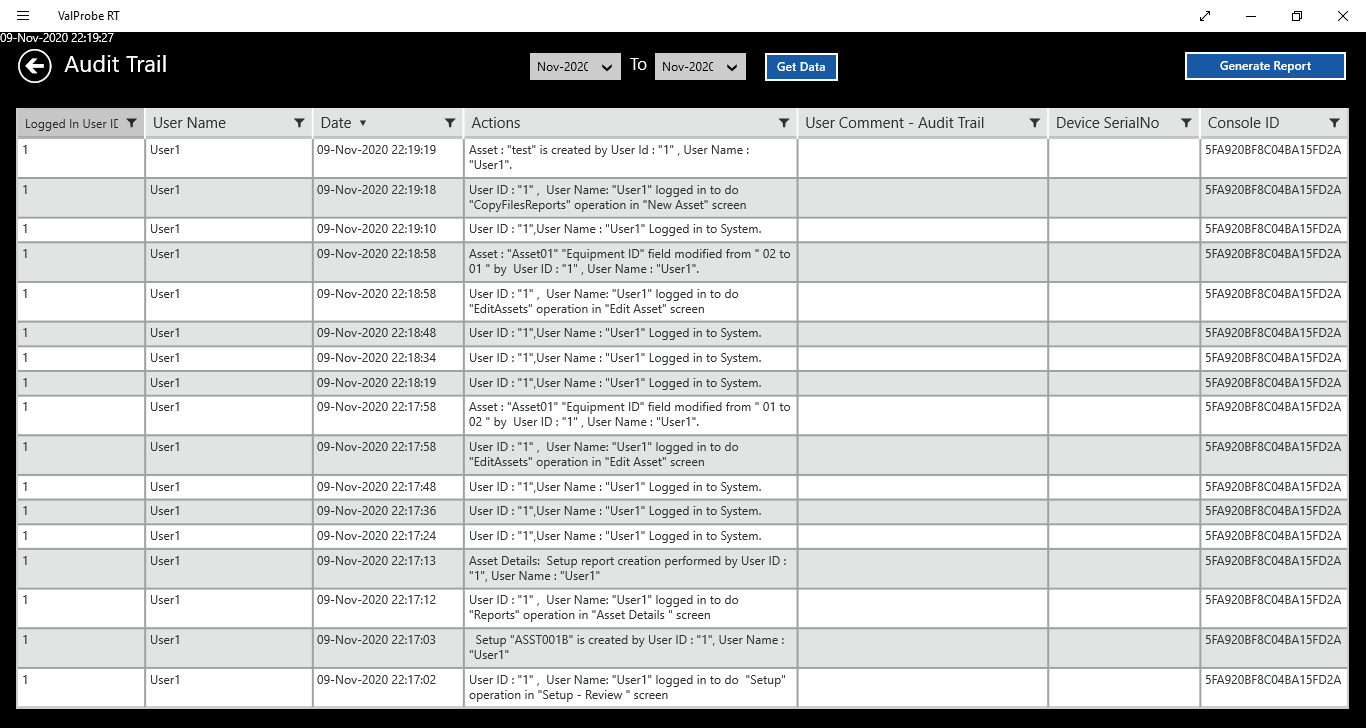 ValProbe RT
09-Nov-2020 22:19:27
Audit Trail
Nov-202
To
Nov-202
Get Data
Generate Report
Logged In User
User Name
Date
Actions
User Comment - Audit Trail
Device SerialNo
Console ID
1 User1 09-Nov-2020 22:19:19 Asset : "test" is created by User Id : "1" , User Name : 5FA920BF8C04BA15FD2A
"User1".
1 User1 09-Nov-2020 22:19:18 User ID : "1" ,  User Name: "User1" logged in to do 5FA920BF8C04BA15FD2A
"CopyFilesReports" operation in "New Asset" screen
1 User1 09-Nov-2020 22:19:10 User ID : "1",User Name : "User1" Logged in to System. 5FA920BF8C04BA15FD2A
1 User1 09-Nov-2020 22:18:58 Asset : "Asset01" "Equipment ID" field modified from " 02 to 5FA920BF8C04BA15FD2A
01 " by  User ID : "1" , User Name : "User1".
1 User1 09-Nov-2020 22:18:58 User ID : "1" ,  User Name: "User1" logged in to do 5FA920BF8C04BA15FD2A
"EditAssets" operation in "Edit Asset" screen
1 User1 09-Nov-2020 22:18:48 User ID : "1",User Name : "User1" Logged in to System. 5FA920BF8C04BA15FD2A
1 User1 09-Nov-2020 22:18:34 User ID : "1",User Name : "User1" Logged in to System. 5FA920BF8C04BA15FD2A
1 User1 09-Nov-2020 22:18:19 User ID : "1",User Name : "User1" Logged in to System. 5FA920BF8C04BA15FD2A
1 User1 09-Nov-2020 22:17:58 Asset : "Asset01" "Equipment ID" field modified from " 01 to 5FA920BF8C04BA15FD2A
02 " by  User ID : "1" , User Name : "User1".
1 User1 09-Nov-2020 22:17:58 User ID : "1" ,  User Name: "User1" logged in to do 5FA920BF8C04BA15FD2A
"EditAssets" operation in "Edit Asset" screen
1 User1 09-Nov-2020 22:17:48 User ID : "1",User Name : "User1" Logged in to System. 5FA920BF8C04BA15FD2A
1 User1 09-Nov-2020 22:17:36 User ID : "1",User Name : "User1" Logged in to System. 5FA920BF8C04BA15FD2A
1 User1 09-Nov-2020 22:17:24 User ID : "1",User Name : "User1" Logged in to System. 5FA920BF8C04BA15FD2A
1 User1 09-Nov-2020 22:17:13 Asset Details:  Setup report creation performed by User ID : 5FA920BF8C04BA15FD2A
"1", User Name : "User1"
1 User1 09-Nov-2020 22:17:12 User ID : "1" ,  User Name: "User1" logged in to do 5FA920BF8C04BA15FD2A
"Reports" operation in "Asset Details " screen
1 User1 09-Nov-2020 22:17:03 Setup "ASST001B" is created by User ID : "1", User Name : 5FA920BF8C04BA15FD2A
"User1"
1 User1 09-Nov-2020 22:17:02 User ID : "1" ,  User Name: "User1" logged in to do  "Setup" 5FA920BF8C04BA15FD2A
operation in "Setup - Review " screen